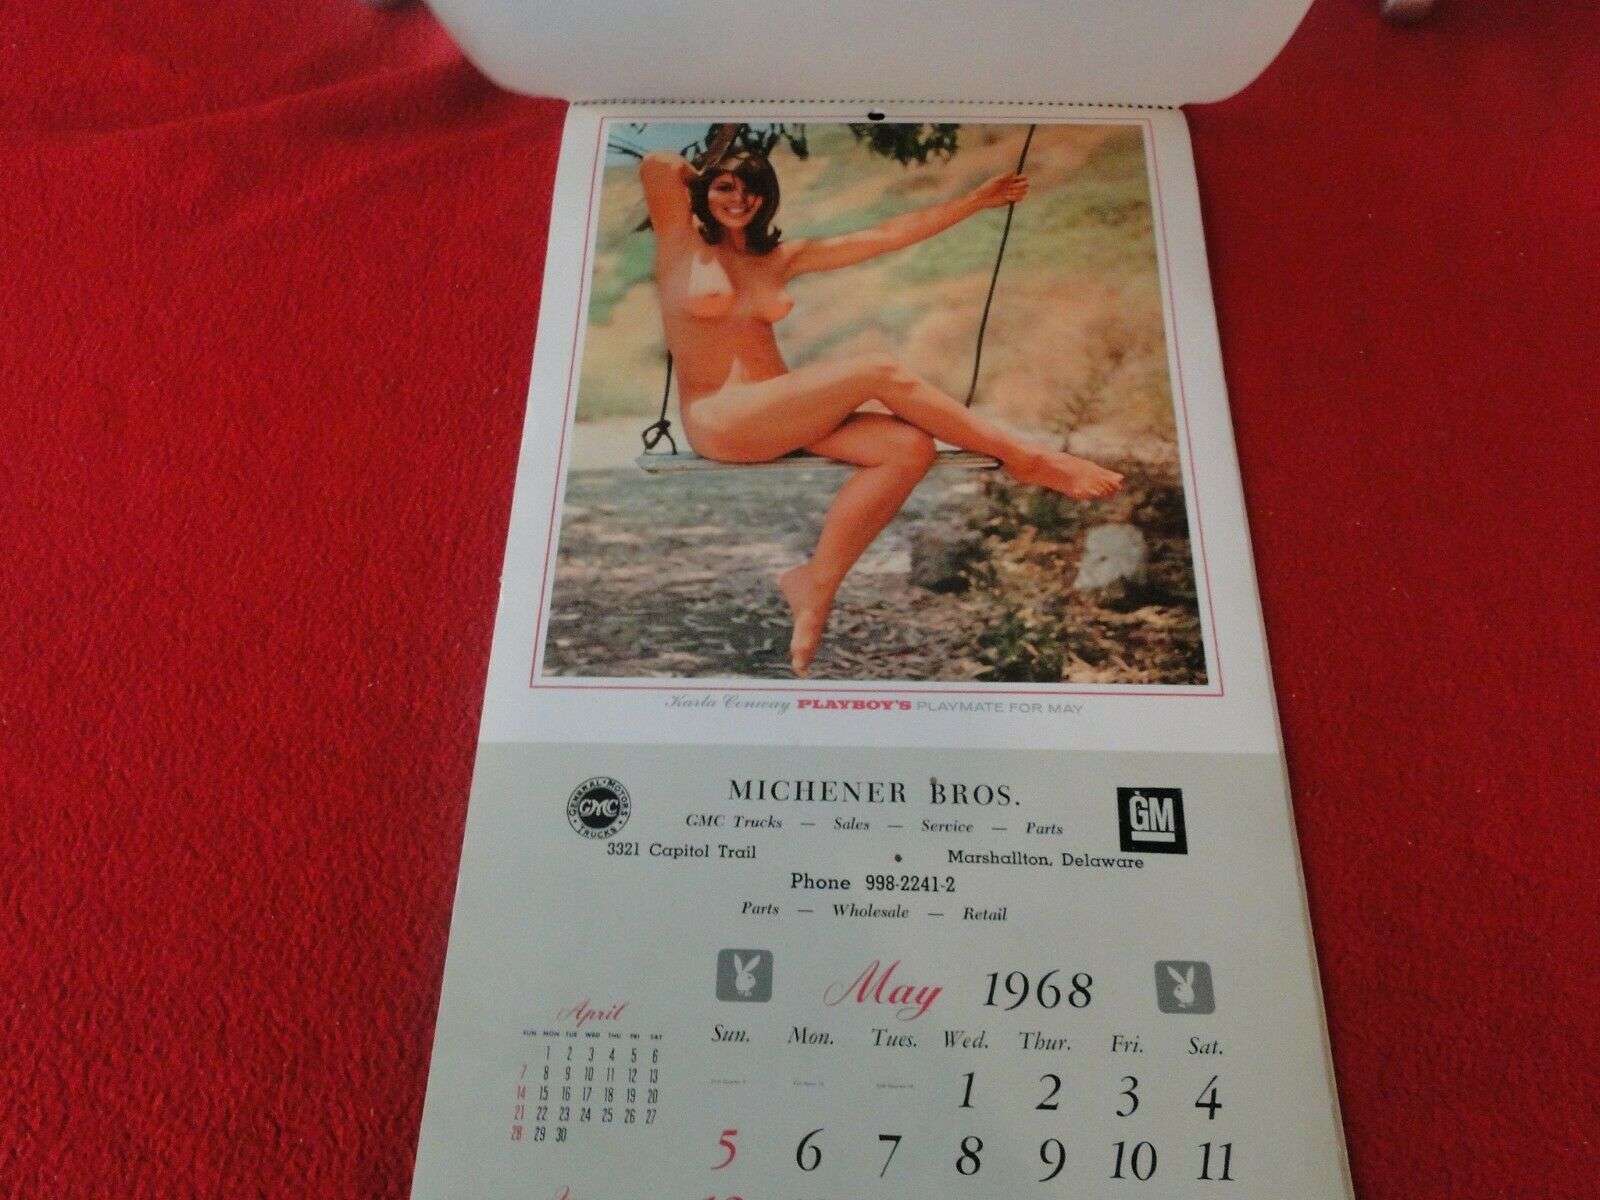 Karla Conway PLAYBOY'S PLAYMATE FOR MAY
GENERAL MOTORS
GMC
TRUCKS
MICHENER BROS.
GMC Trucks — Sales — Service — Parts
GM
3321 Capitol Trail
Marshallton, Delaware
Phone 998-2241-2
Parts — Wholesale — Retail
May 1968
Sun. Mon. Tues. Wed. Thur. Fri. Sat.
1 2 3 4
5 6 7 8 9 10 11
April
SUN MON TUE WED THU FRI SAT
1 2 3 4 5 6
7 8 9 10 11 12 13
14 15 16 17 18 19 20
21 22 23 24 25 26 27
28 29 30